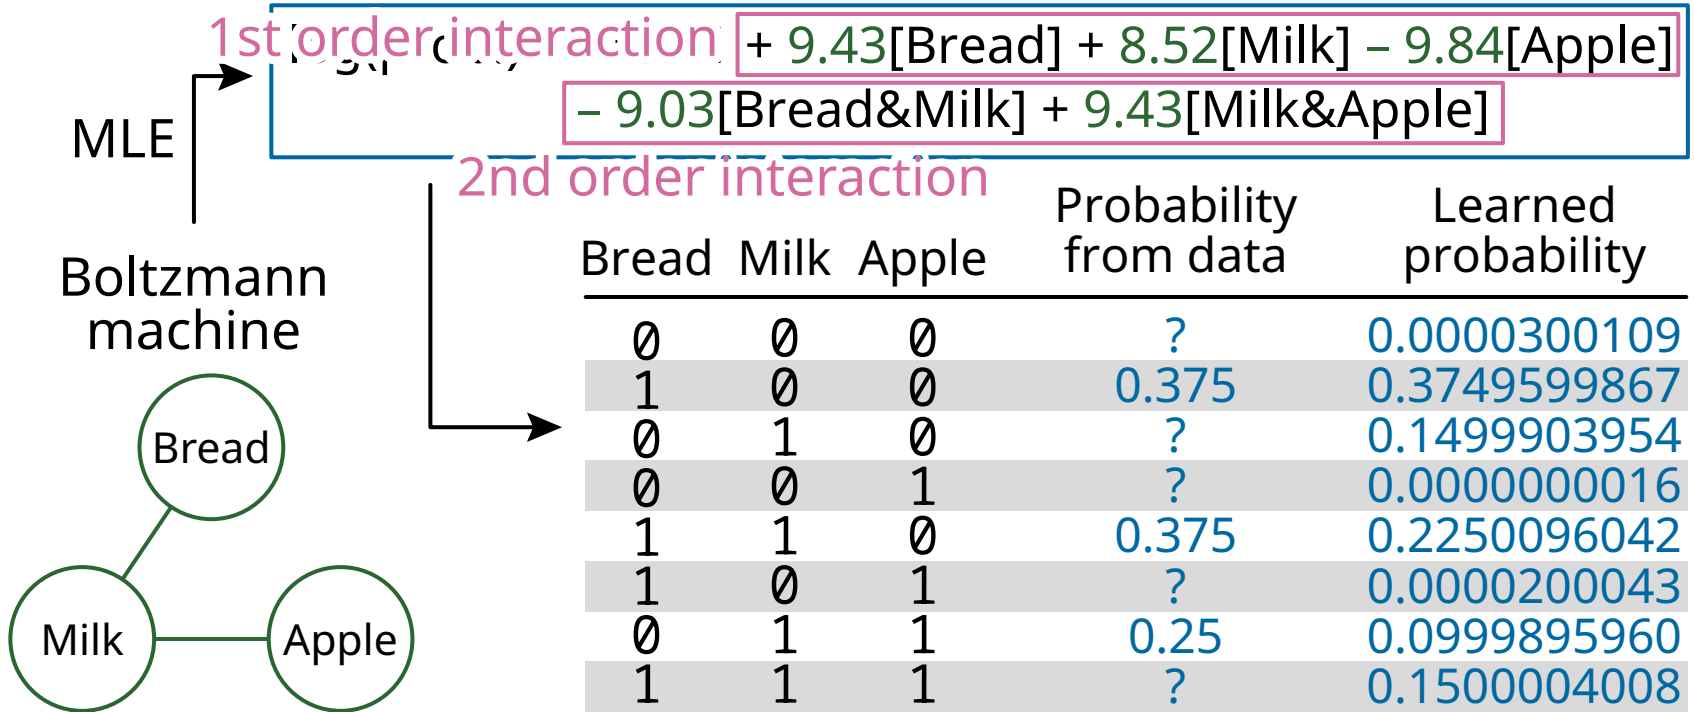 1st order interaction + 9.43[Bread] + 8.52[Milk] – 9.84[Apple]
– 9.03[Bread&Milk] + 9.43[Milk&Apple]
MLE
2nd order interaction
Boltzmann
machine
Bread
Milk
Apple
Bread Milk Apple Probability from data Learned probability
0 0 0 ? 0.0000300109
1 0 0 0.375 0.3749599867
0 1 0 ? 0.1499903954
0 0 1 ? 0.0000000016
1 1 0 0.375 0.2250096042
1 0 1 ? 0.0000200043
0 1 1 0.25 0.0999895960
1 1 1 ? 0.1500004008